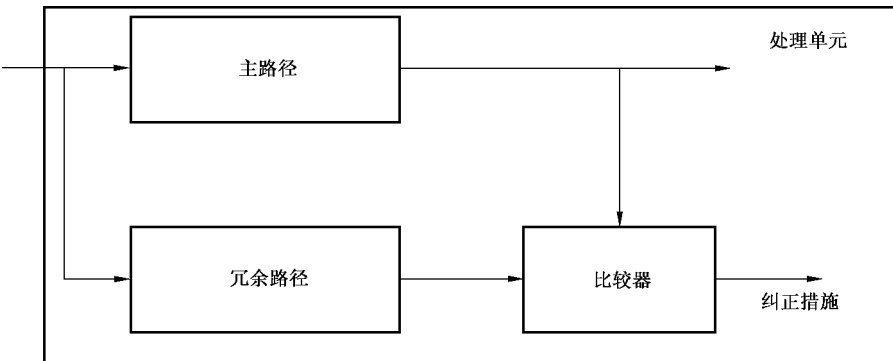 处理单元
主路径
冗余路径
比较器
纠正措施